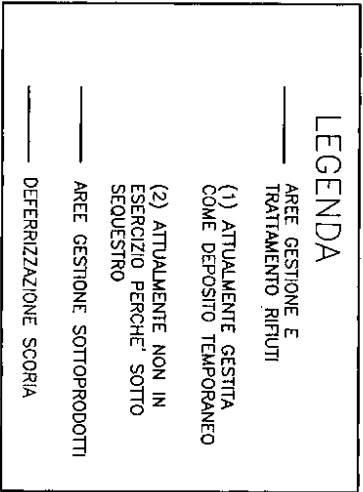 LEGENDA
AREE GESTIONE E
TRATTAMENTO RIFIUTI
(1) ATTUALMENTE GESTITA
COME DEPOSITO TEMPORANEO
(2) ATTUALMENTE NON IN
ESERCIZIO PERCHE' SOTTO
SEQUESTRO
AREE GESTIONE SOTTOPRODOTTI
DEFERRIZZAZIONE SCORIA